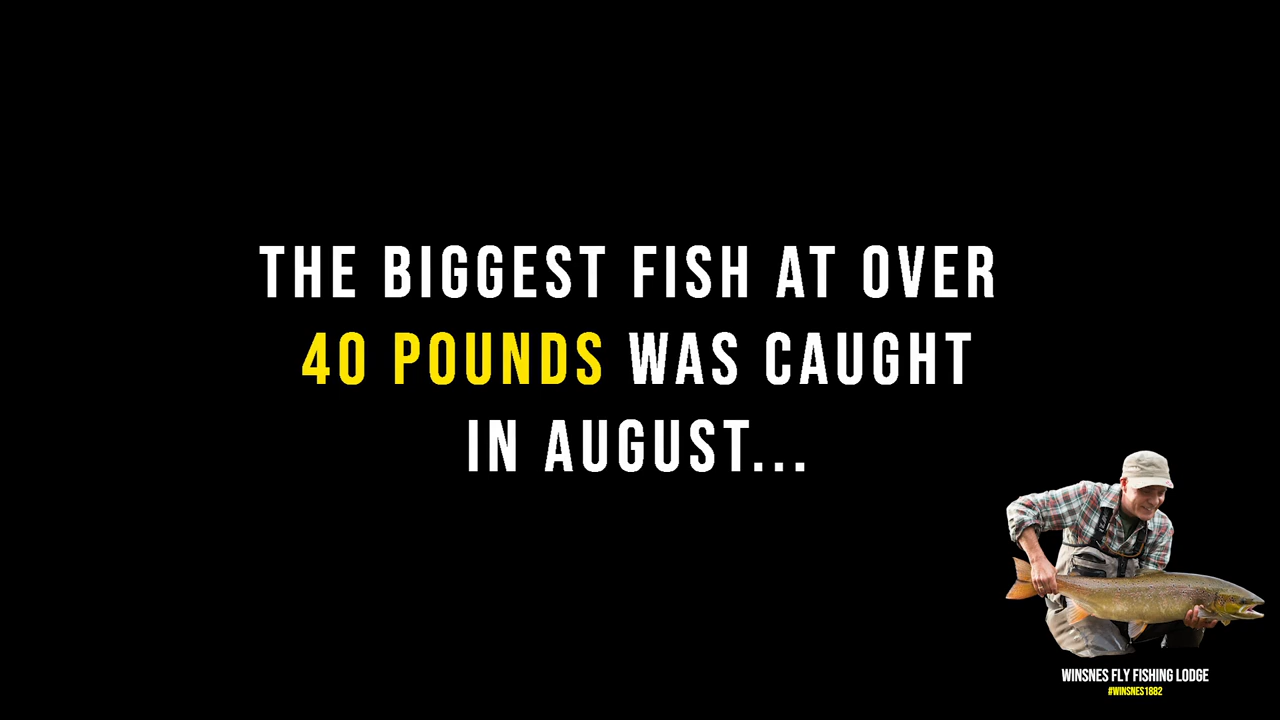 THE BIGGEST FISH AT OVER
40 POUNDS WAS CAUGHT
IN AUGUST...
WINSNES FLY FISHING LODGE
#WINSNES1882